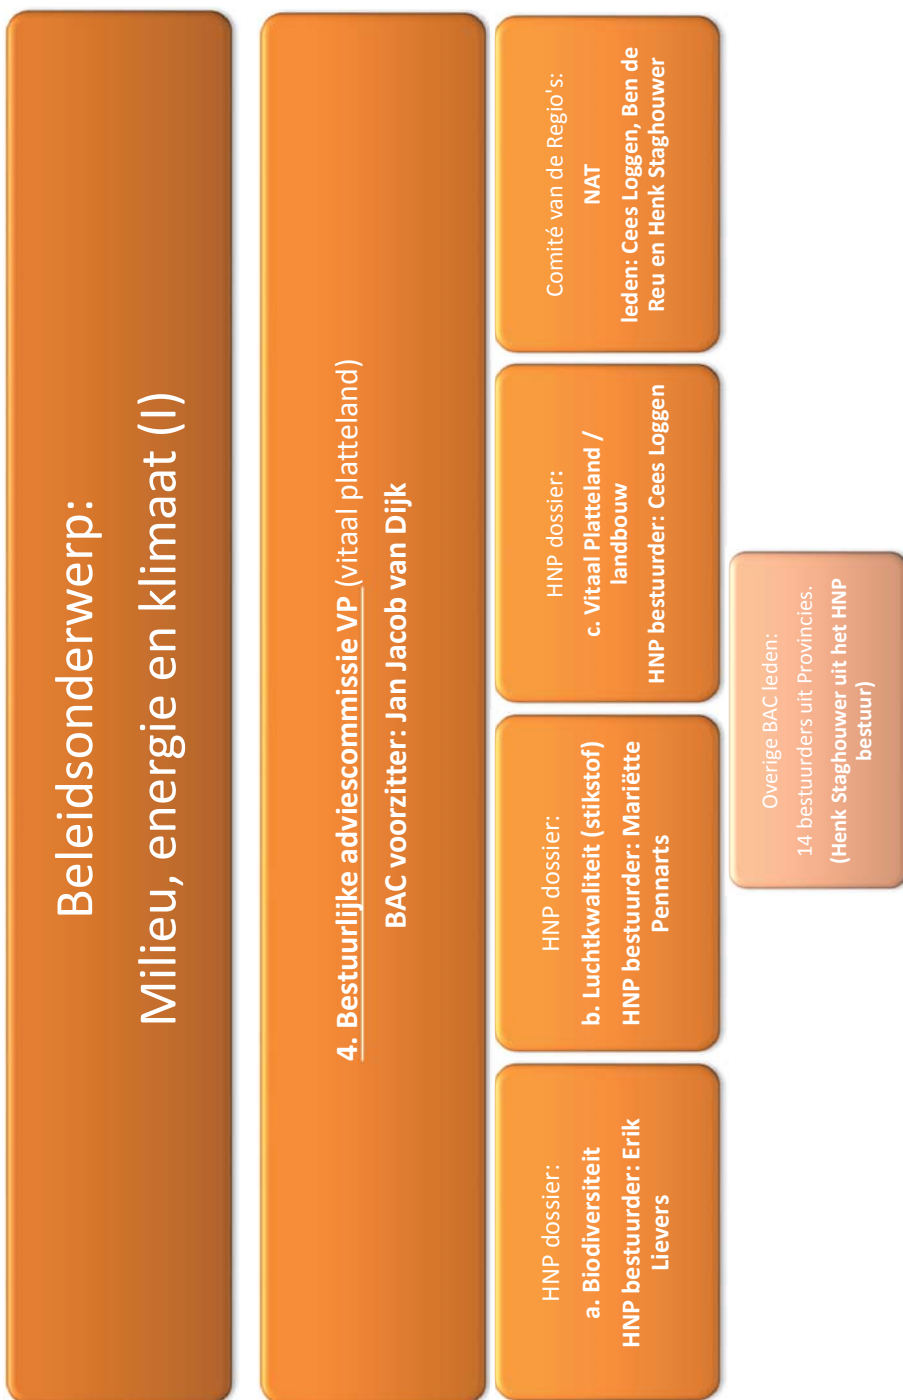 Beleidsonderwerp:
Milieu, energie en klimaat (I)
4. Bestuurlijke adviescommissie VP (vitaal platteland)
BAC voorzitter: Jan Jacob van Dijk
HNP dossier:
a. Biodiversiteit
HNP bestuurder: Erik
Lievers
HNP dossier:
b. Luchtkwaliteit (stikstof)
HNP bestuurder: Mariëtte
Pennarts
HNP dossier:
c. Vitaal Platteland /
landbouw
HNP bestuurder: Cees Loggen
Comité van de Regio's:
NAT
leden: Cees Loggen, Ben de
Reu en Henk Staghouwer
Overige BAC leden:
14 bestuurders uit Provincies.
(Henk Staghouwer uit het HNP
bestuur)